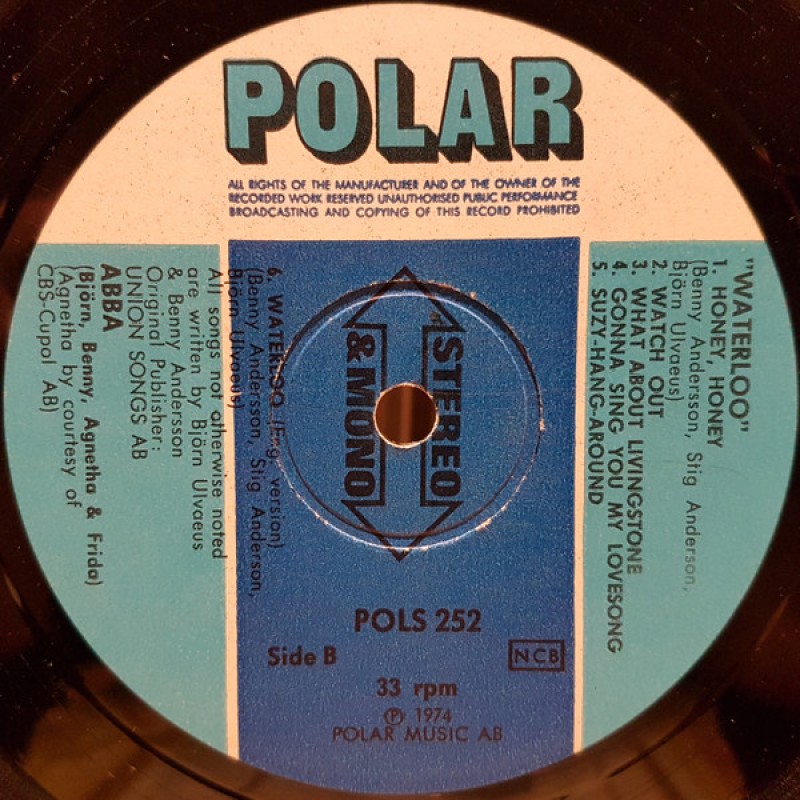 POLAR
ALL RIGHTS OF THE MANUFACTURER AND OF THE OWNER OF THE
RECORDED WORK RESERVED UNAUTHORISED PUBLIC PERFORMANCE
BROADCASTING AND COPYING OF THIS RECORD PROHIBITED
"WATERLOO"
1. HONEY, HONEY
(Benny Andersson, Stig Anderson,
Björn Ulvaeus)
2. WATCH OUT
3. WHAT ABOUT LIVINGSTONE
4. GONNA SING YOU MY LOVESONG
5. SUZY-HANG-AROUND
STEREO
& MONO
6. WATERLOO (Eng. version)
(Benny Andersson, Stig Anderson,
Björn Ulvaeus)
All songs not otherwise noted
are written by Björn Ulvaeus
& Benny Andersson
Original Publisher:
UNION SONGS AB
ABBA
(Björn, Benny, Agnetha & Frida)
(Agnetha by courtesy of
CBS-Cupol AB)
POLS 252
Side B
NCB
33 rpm
Ⓟ 1974
POLAR MUSIC AB